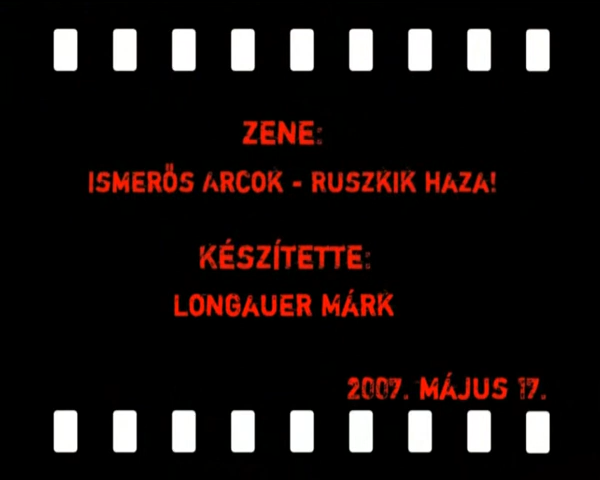 ZENE:
ISMERŐS ARCOK - RUSZKIK HAZA!
KÉSZÍTETTE:
LONGAUER MÁRK
2007. MÁJUS 17.